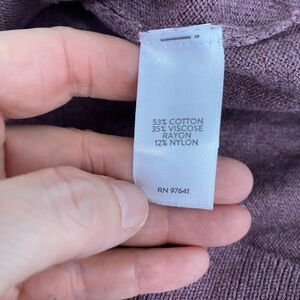 53% COTTON
35% VISCOSE
RAYON
12% NYLON
RN 97641